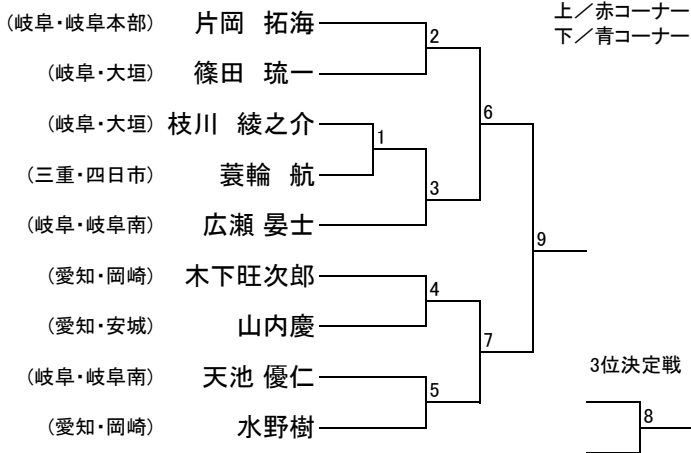 上／赤コーナー
下／青コーナー
(岐阜・岐阜本部) 片岡 拓海
2
(岐阜・大垣) 篠田 琉一
6
(岐阜・大垣) 枝川 綾之介
1
(三重・四日市) 蓑輪 航
3
(岐阜・岐阜南) 広瀬 晏士
9
(愛知・岡崎) 木下旺次郎
4
(愛知・安城) 山内慶
7
(岐阜・岐阜南) 天池 優仁
3位決定戦
5
(愛知・岡崎) 水野樹
8